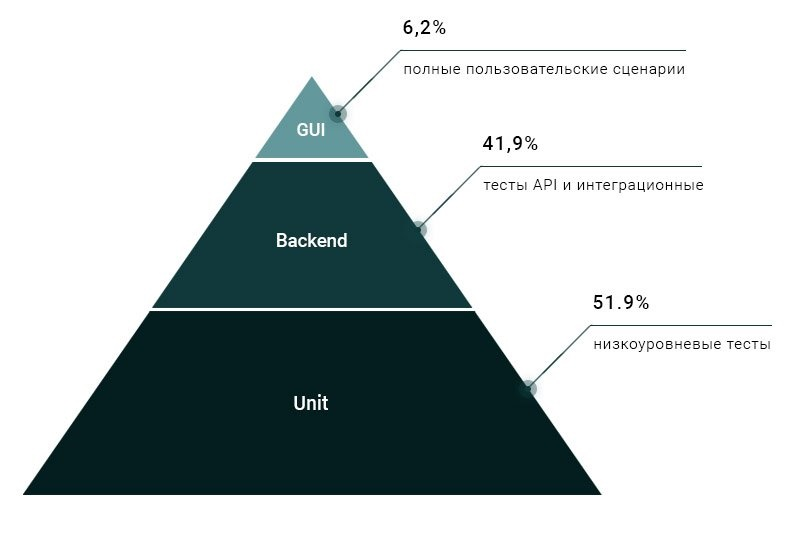 6,2%
полные пользовательские сценарии
GUI
41,9%
тесты API и интеграционные
Backend
51.9%
низкоуровневые тесты
Unit